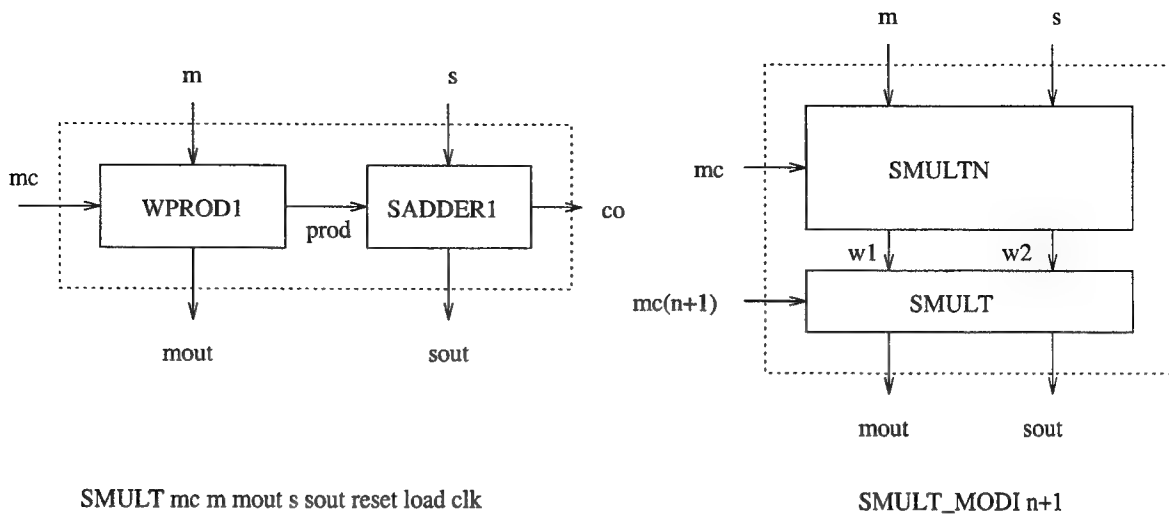 m s
mc WPROD1 prod SADDER1 co
mout sout
SMULT mc m mout s sout reset load clk
m s
mc SMULTN
w1 w2
mc(n+1) SMULT
mout sout
SMULT_MODI n+1